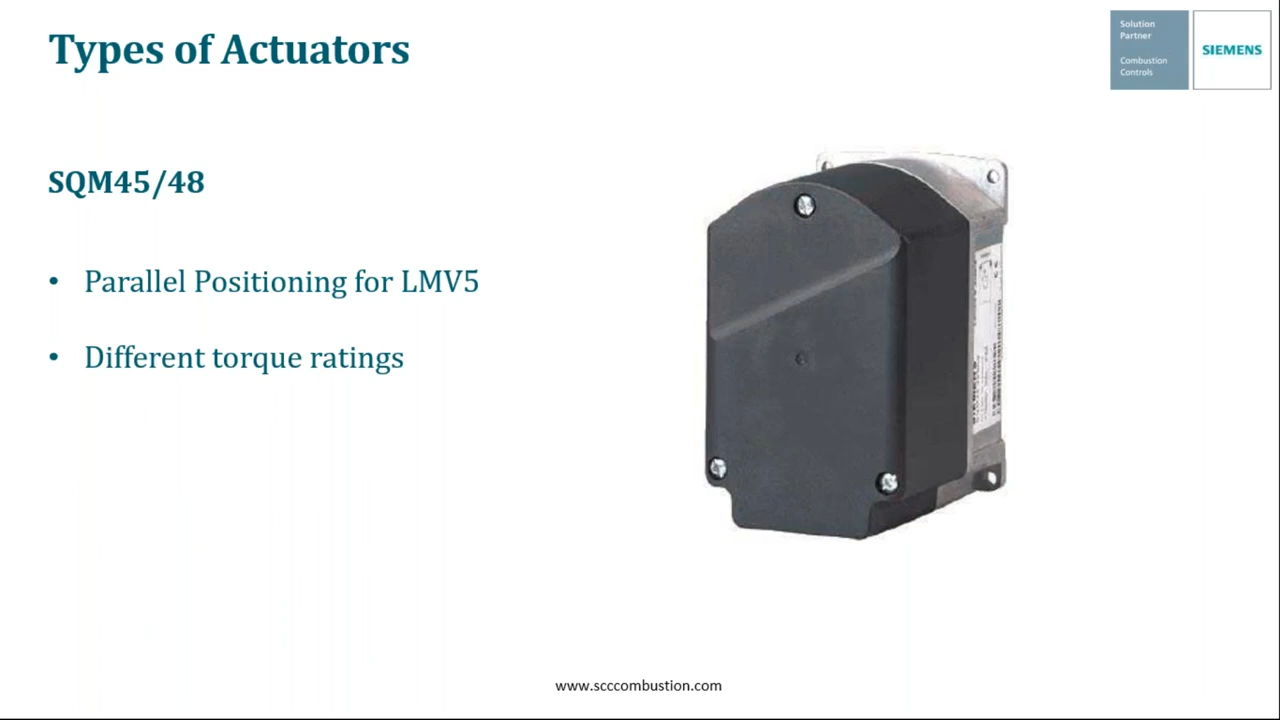 Types of Actuators
Solution
Partner
Combustion
Controls
SIEMENS
SQM45/48
• Parallel Positioning for LMV5
• Different torque ratings
www.scccombustion.com